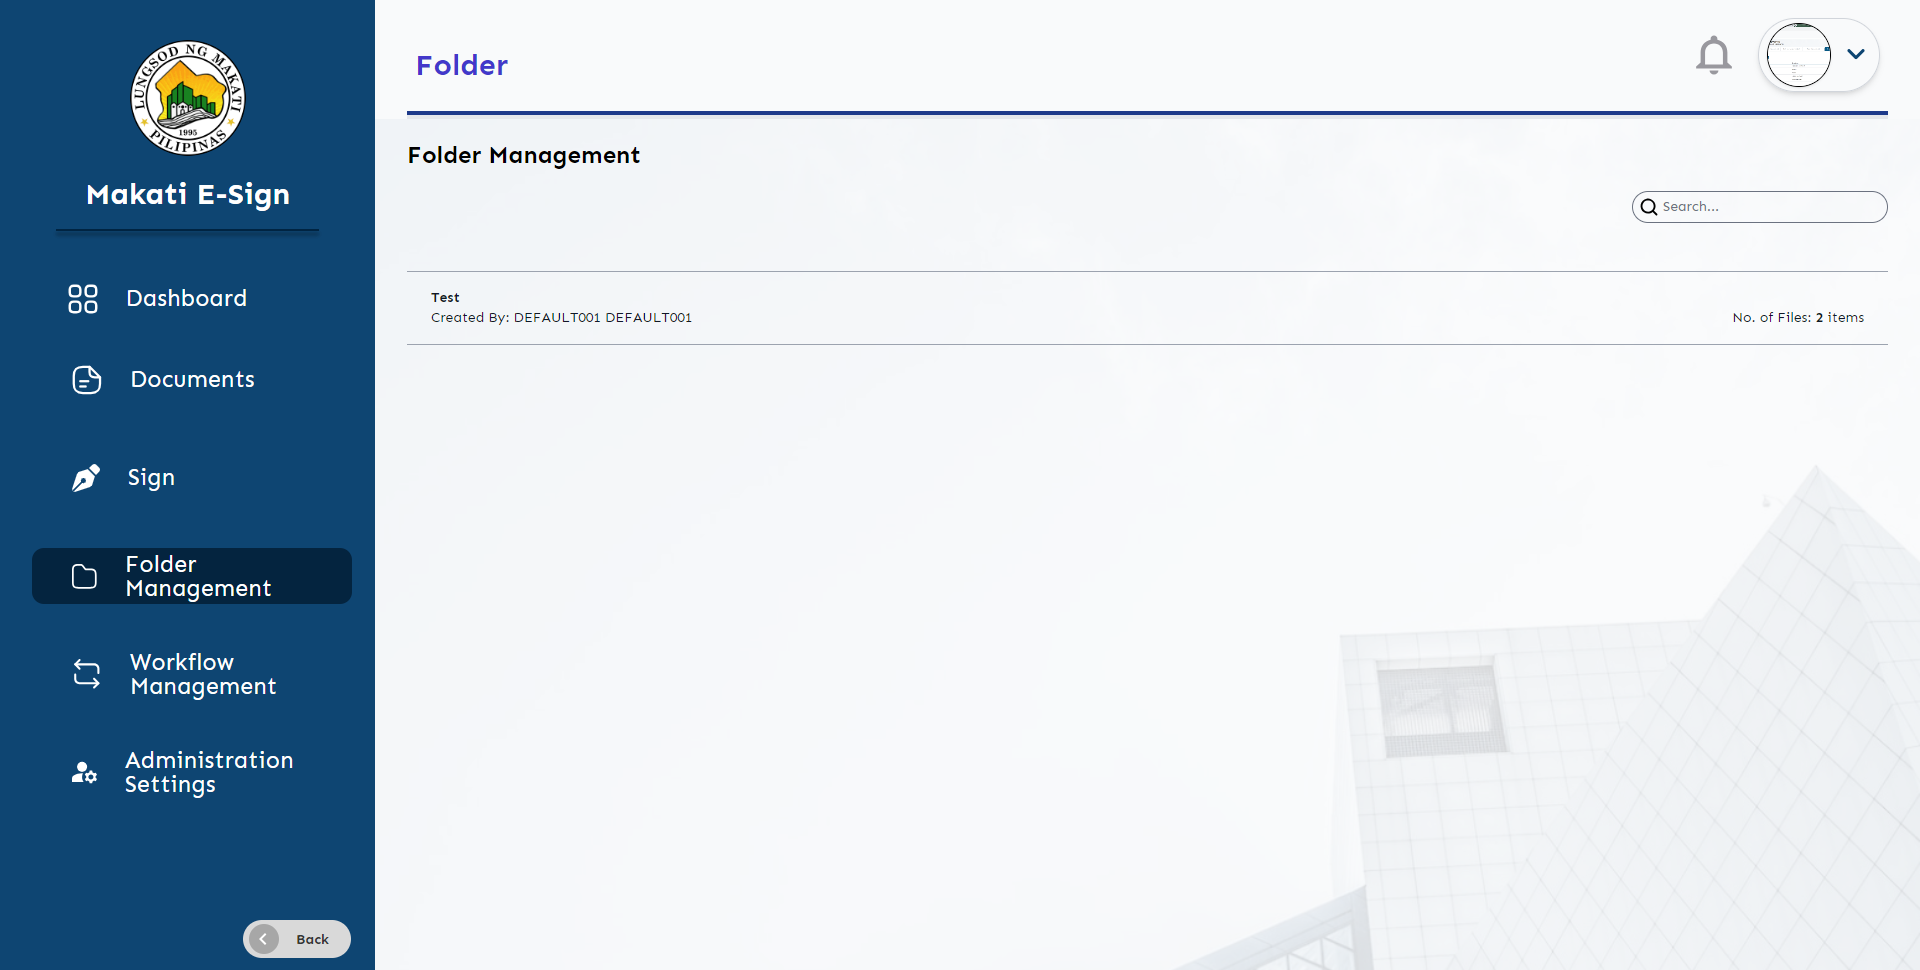 LUNGSOD NG MAKATI
1995
PILIPINAS
Makati E-Sign
Dashboard
Documents
Sign
Folder
Management
Workflow
Management
Administration
Settings
Back
Folder
Folder Management
Search...
Test
Created By: DEFAULT001 DEFAULT001
No. of Files: 2 items